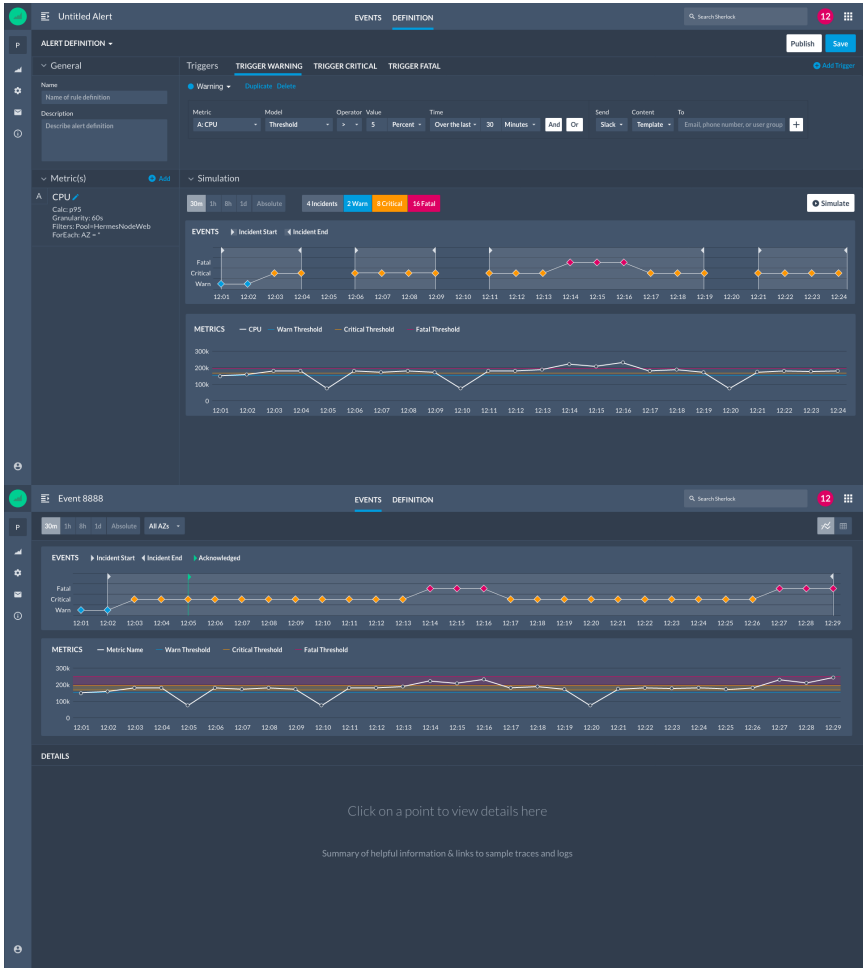 Untitled Alert EVENTS DEFINITION Search Sherlock 12
P ALERT DEFINITION Publish Save
General Triggers TRIGGER WARNING TRIGGER CRITICAL TRIGGER FATAL Add Trigger
Name Warning Duplicate Delete
Name of rule definition
Description Metric Model Operator Value Time Send Content To
Describe alert definition A: CPU Threshold > 5 Percent Over the last 30 Minutes And Or Slack Template Email, phone number, or user group +
Metric(s) Add Simulation
A CPU 30m 1h 8h 1d Absolute 4 Incidents 2 Warn 8 Critical 16 Fatal Simulate
Calc: p95
Granularity: 60s
Filters: Pool=HermesNodeWeb
ForEach: AZ = *
EVENTS Incident Start Incident End
Fatal
Critical
Warn
12:01 12:02 12:03 12:04 12:05 12:06 12:07 12:08 12:09 12:10 12:11 12:12 12:13 12:14 12:15 12:16 12:17 12:18 12:19 12:20 12:21 12:22 12:23 12:24
METRICS CPU Warn Threshold Critical Threshold Fatal Threshold
300k
200k
100k
0
12:01 12:02 12:03 12:04 12:05 12:06 12:07 12:08 12:09 12:10 12:11 12:12 12:13 12:14 12:15 12:16 12:17 12:18 12:19 12:20 12:21 12:22 12:23 12:24
Event 8888 EVENTS DEFINITION Search Sherlock 12
P 30m 1h 8h 1d Absolute All AZs
EVENTS Incident Start Incident End Acknowledged
Fatal
Critical
Warn
12:01 12:02 12:03 12:04 12:05 12:06 12:07 12:08 12:09 12:10 12:11 12:12 12:13 12:14 12:15 12:16 12:17 12:18 12:19 12:20 12:21 12:22 12:23 12:24 12:25 12:26 12:27 12:28 12:29
METRICS Metric Name Warn Threshold Critical Threshold Fatal Threshold
300k
200k
100k
0
12:01 12:02 12:03 12:04 12:05 12:06 12:07 12:08 12:09 12:10 12:11 12:12 12:13 12:14 12:15 12:16 12:17 12:18 12:19 12:20 12:21 12:22 12:23 12:24 12:25 12:26 12:27 12:28 12:29
DETAILS
Click on a point to view details here
Summary of helpful information & links to sample traces and logs